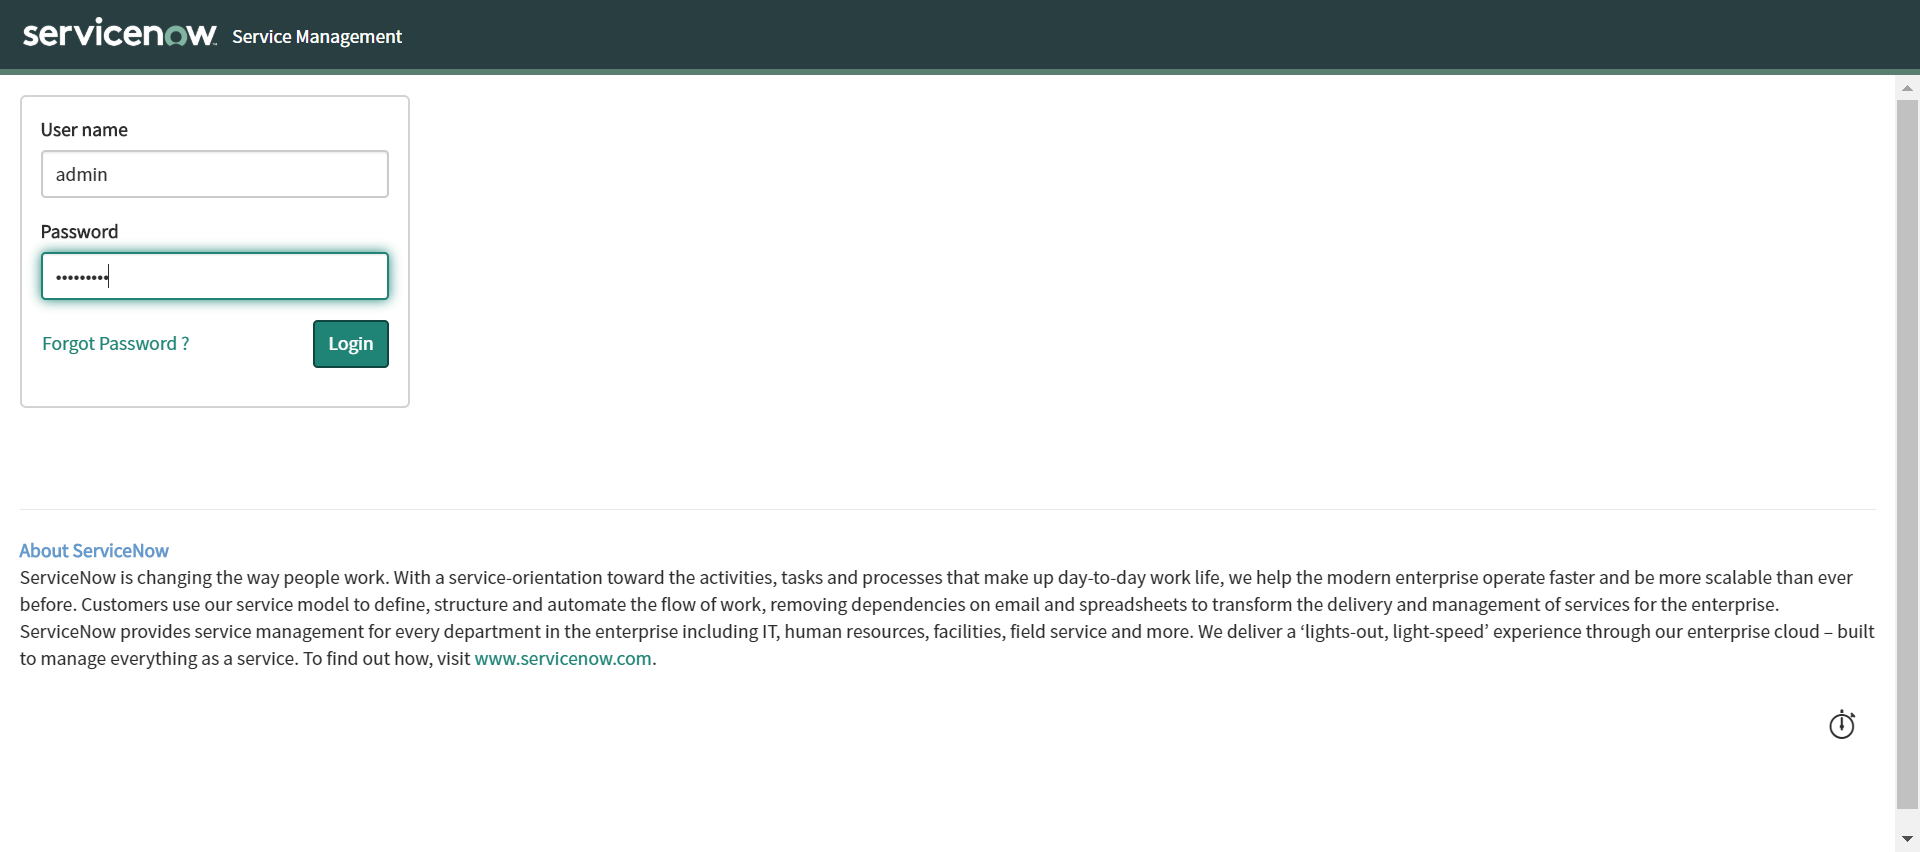 servicenow Service Management
User name
admin
Password
•••••••••
Forgot Password ? Login
About ServiceNow
ServiceNow is changing the way people work. With a service-orientation toward the activities, tasks and processes that make up day-to-day work life, we help the modern enterprise operate faster and be more scalable than ever
before. Customers use our service model to define, structure and automate the flow of work, removing dependencies on email and spreadsheets to transform the delivery and management of services for the enterprise.
ServiceNow provides service management for every department in the enterprise including IT, human resources, facilities, field service and more. We deliver a ‘lights-out, light-speed’ experience through our enterprise cloud – built
to manage everything as a service. To find out how, visit www.servicenow.com.